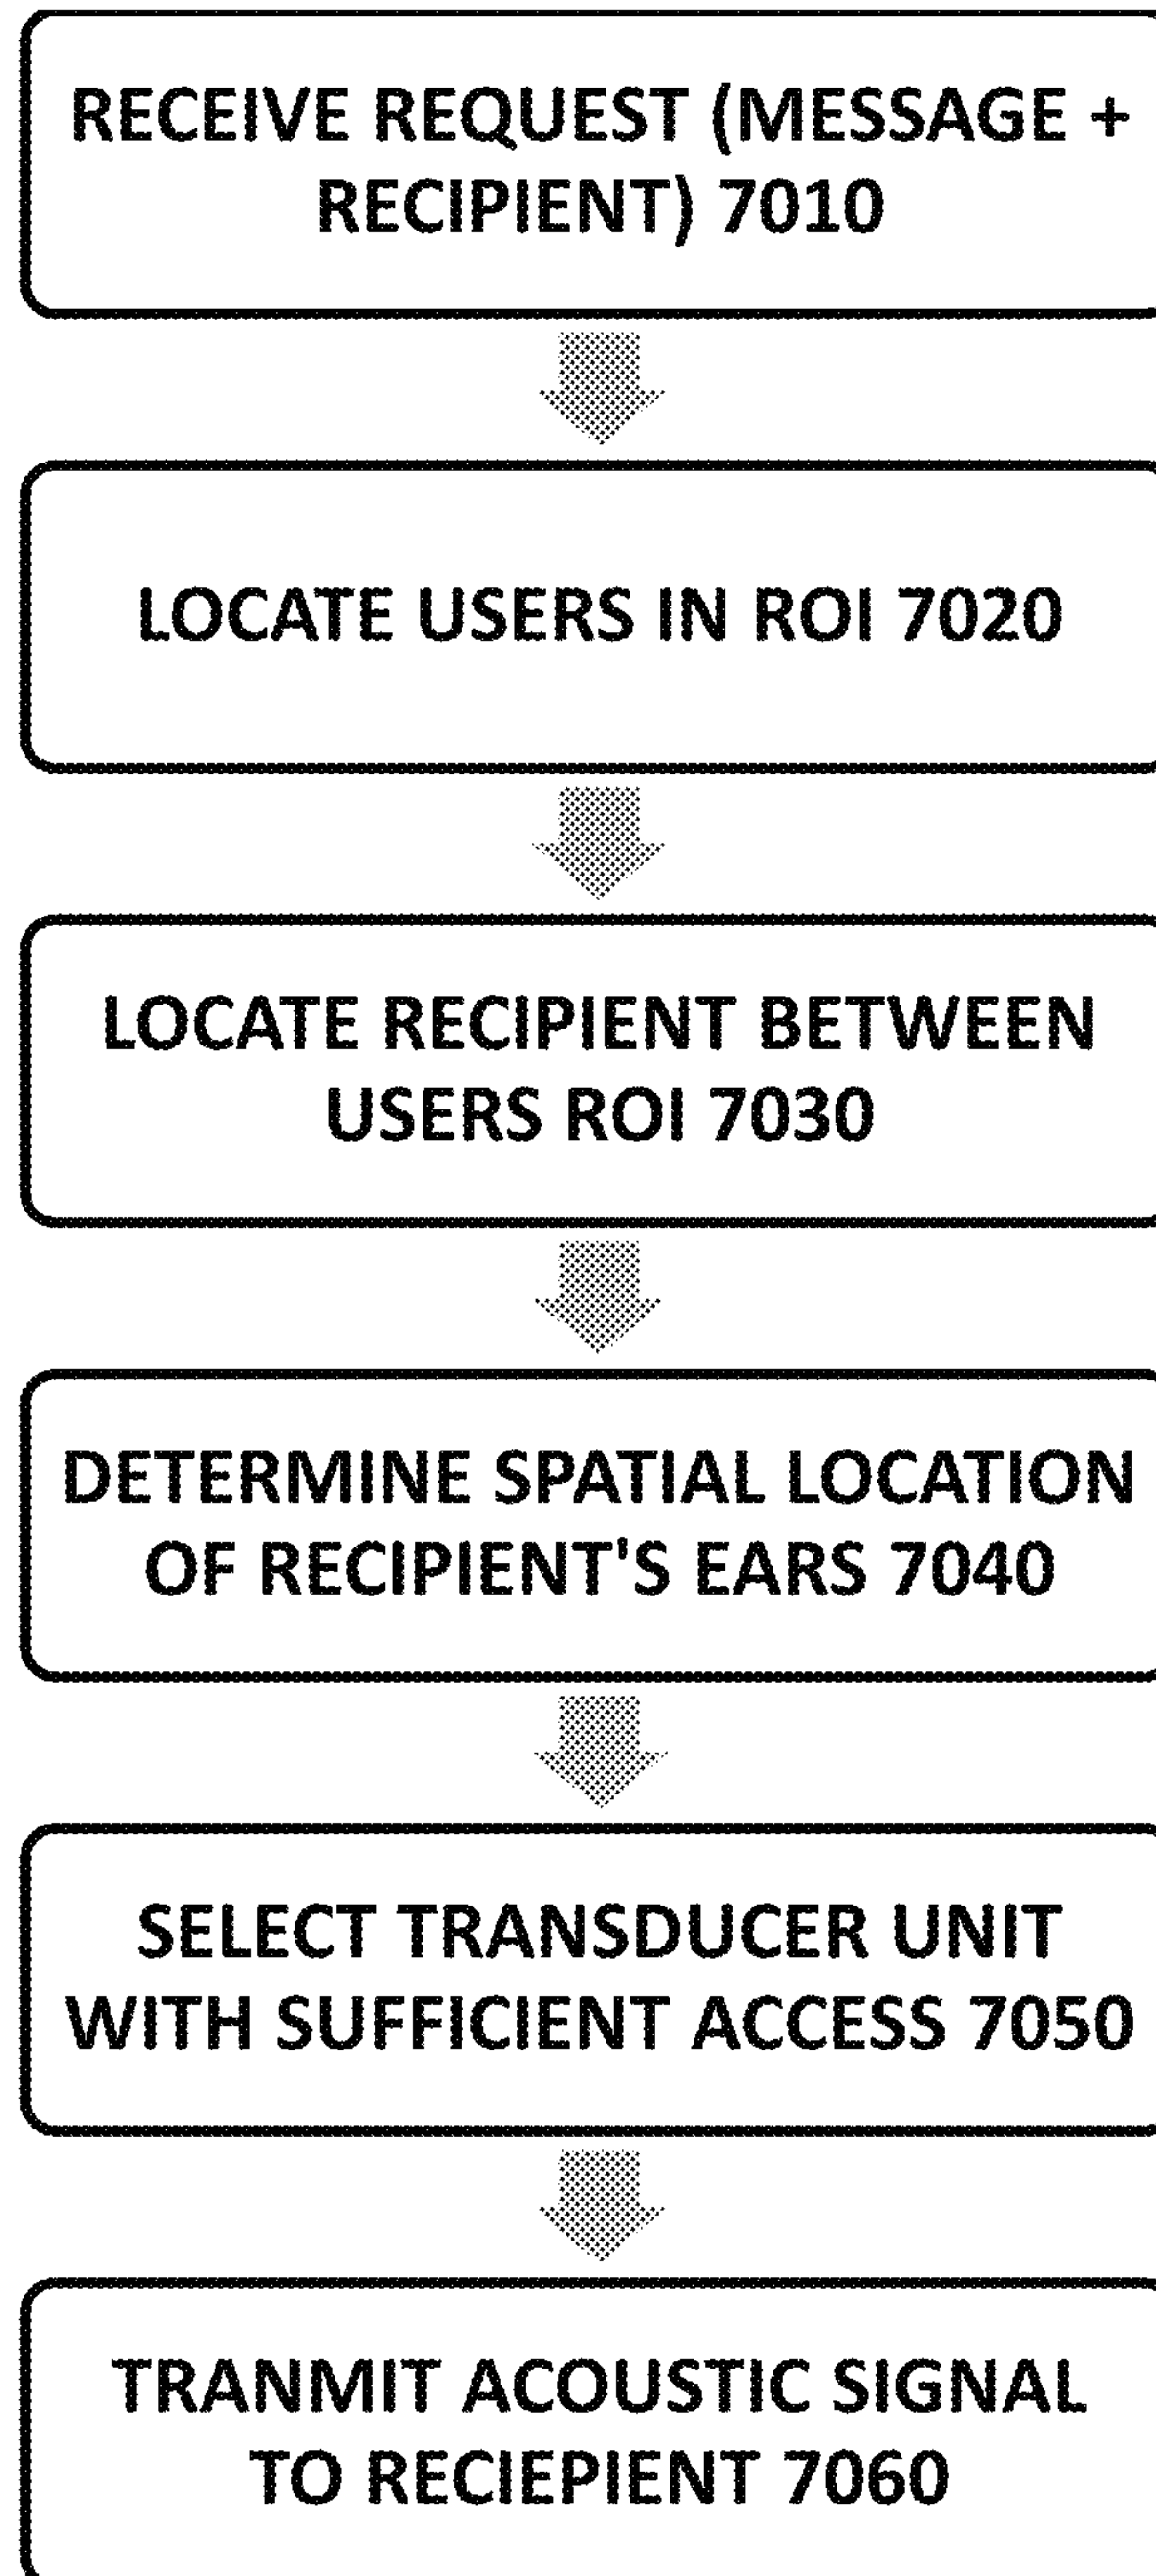 RECEIVE REQUEST (MESSAGE +
RECIPIENT) 7010
LOCATE USERS IN ROI 7020
LOCATE RECIPIENT BETWEEN
USERS ROI 7030
DETERMINE SPATIAL LOCATION
OF RECIPIENT'S EARS 7040
SELECT TRANSDUCER UNIT
WITH SUFFICIENT ACCESS 7050
TRANMIT ACOUSTIC SIGNAL
TO RECIEPIENT 7060